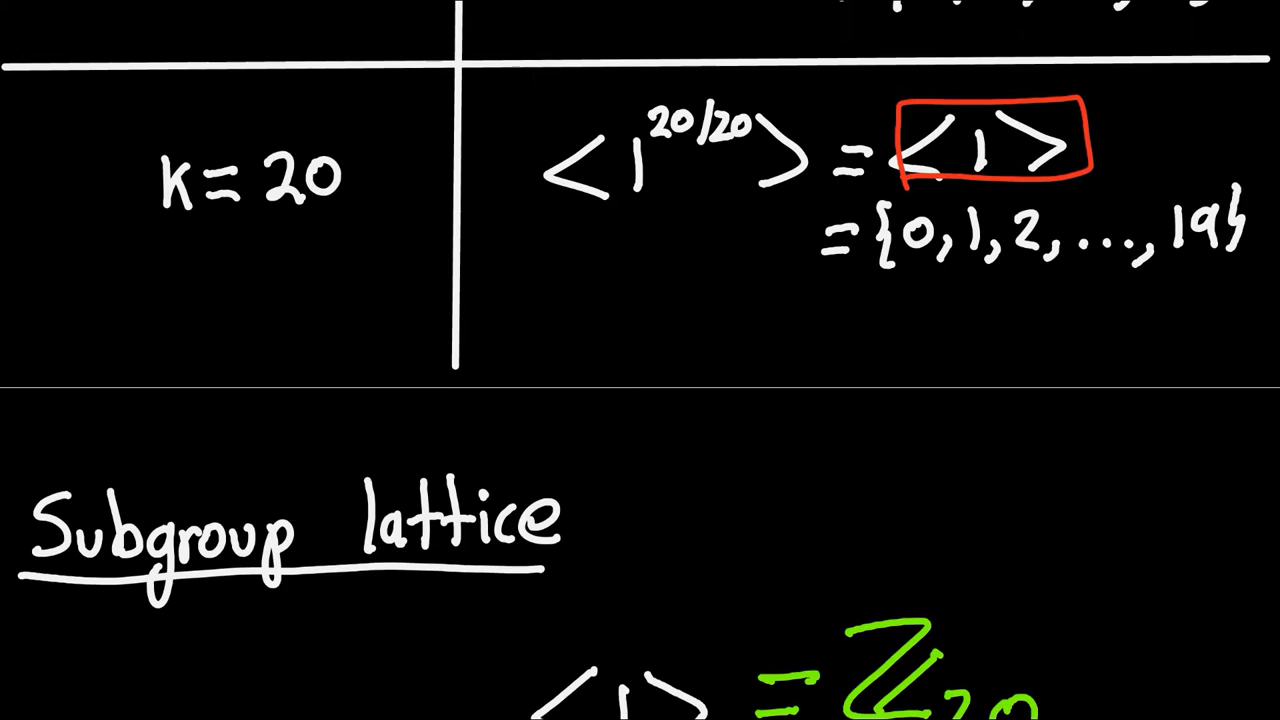 k = 20
<1^{20/20}> = <1>
= {0, 1, 2, ..., 19}
Subgroup lattice
<1> = ℤ₂₀